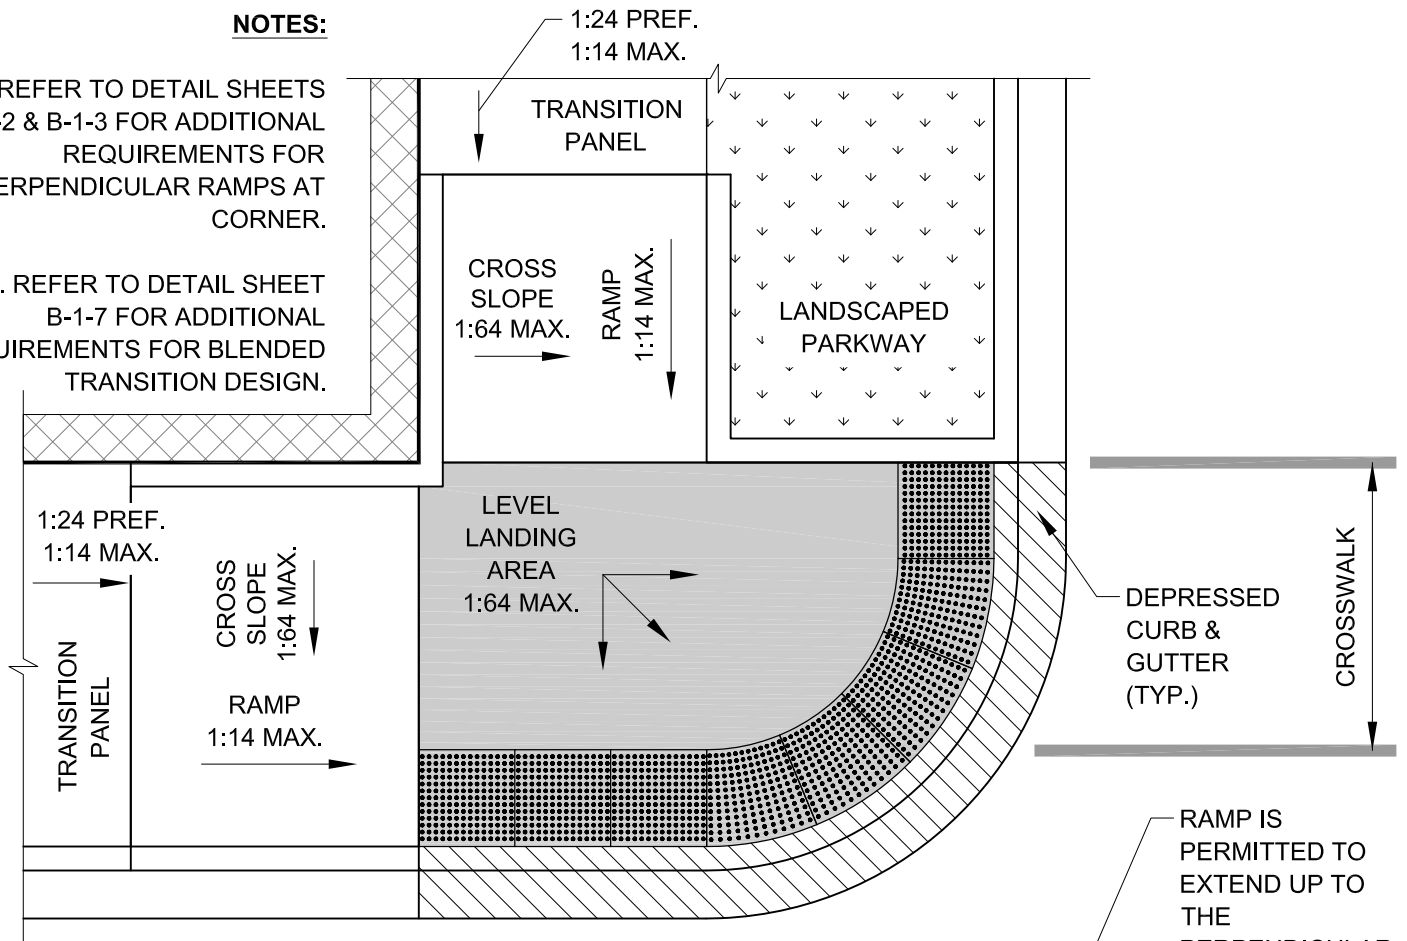 NOTES:
REFER TO DETAIL SHEETS
-2 & B-1-3 FOR ADDITIONAL
REQUIREMENTS FOR
ERPENDICULAR RAMPS AT
CORNER.
. REFER TO DETAIL SHEET
B-1-7 FOR ADDITIONAL
UIREMENTS FOR BLENDED
TRANSITION DESIGN.
1:24 PREF.
1:14 MAX.
TRANSITION
PANEL
CROSS
SLOPE
1:64 MAX.
RAMP
1:14 MAX.
LANDSCAPED
PARKWAY
1:24 PREF.
1:14 MAX.
TRANSITION
PANEL
CROSS
SLOPE
1:64 MAX.
RAMP
1:14 MAX.
LEVEL
LANDING
AREA
1:64 MAX.
DEPRESSED
CURB &
GUTTER
(TYP.)
CROSSWALK
RAMP IS
PERMITTED TO
EXTEND UP TO
THE
PERPENDICULAR